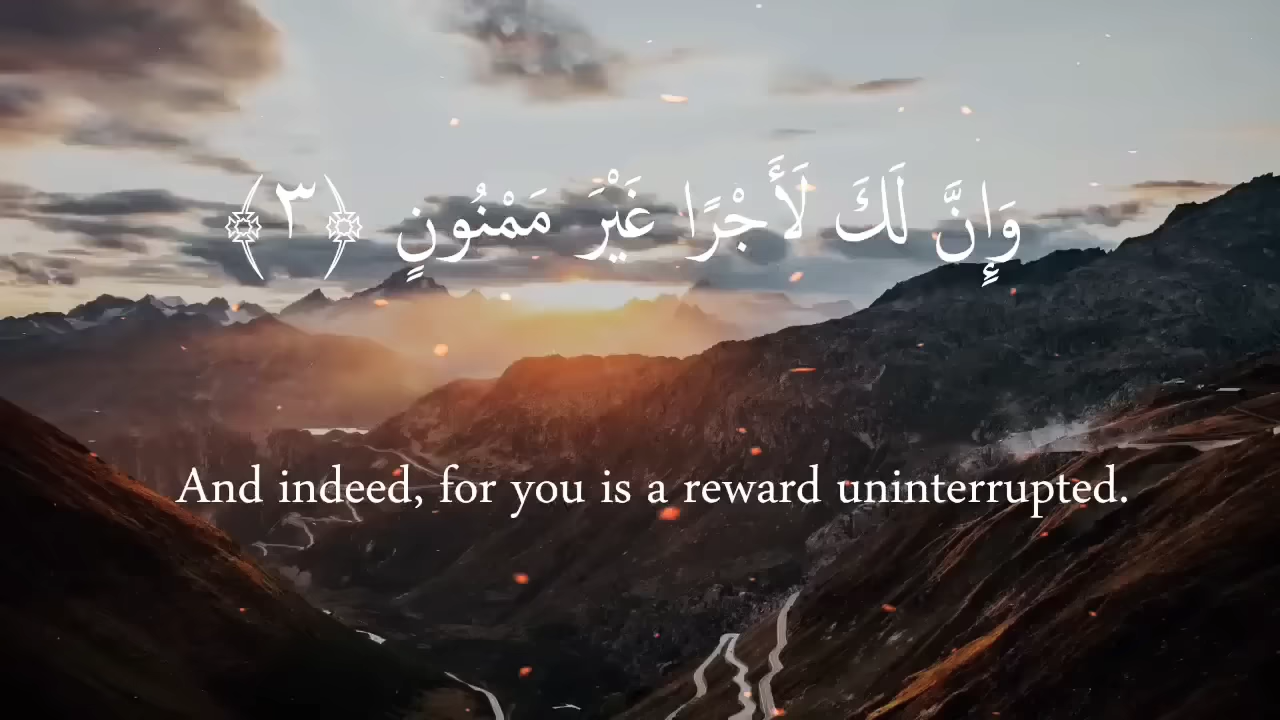 وَإِنَّ لَكَ لَأَجْرًا غَيْرَ مَمْنُونٍ ﴿٣﴾
And indeed, for you is a reward uninterrupted.